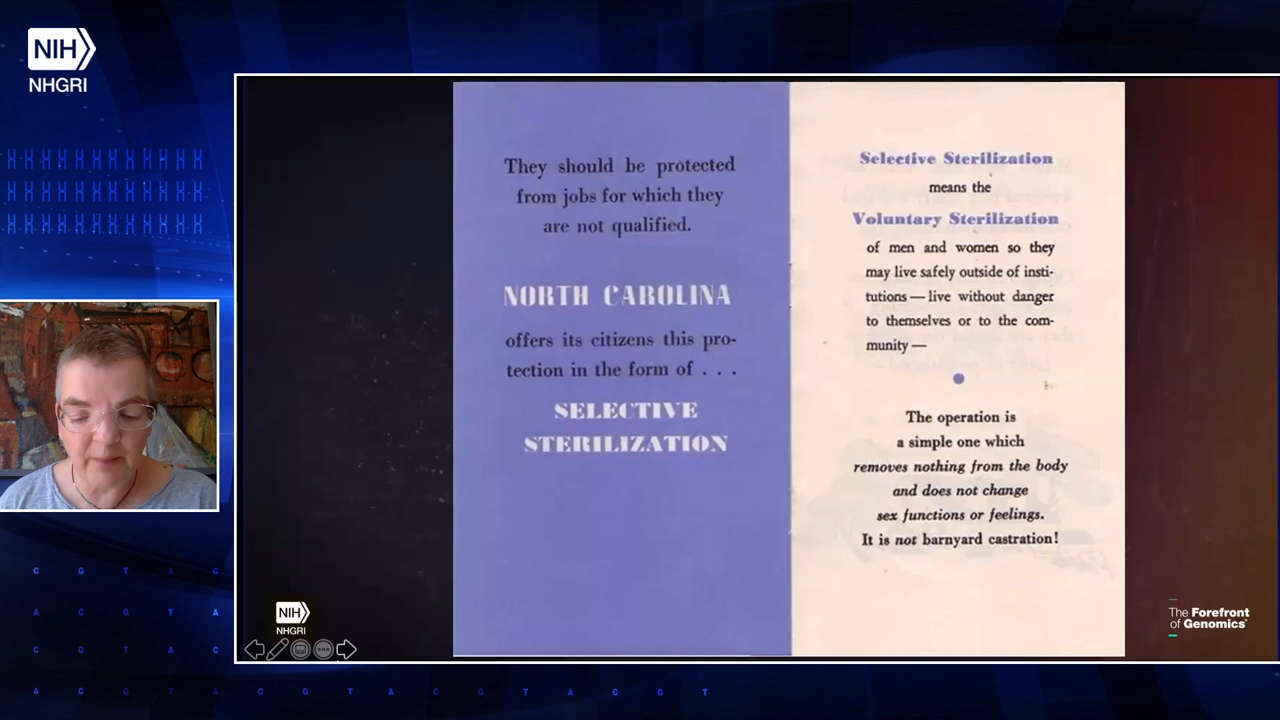 NIH
NHGRI
They should be protected
from jobs for which they
are not qualified.
NORTH CAROLINA
offers its citizens this pro-
tection in the form of . . .
SELECTIVE
STERILIZATION
Selective Sterilization
means the
Voluntary Sterilization
of men and women so they
may live safely outside of insti-
tutions — live without danger
to themselves or to the com-
munity —
The operation is
a simple one which
removes nothing from the body
and does not change
sex functions or feelings.
It is not barnyard castration!
NIH
NHGRI
The Forefront
of Genomics®
C G T A C
A C G T A
C G T A C
A C G T A C G T A C G T A C G T